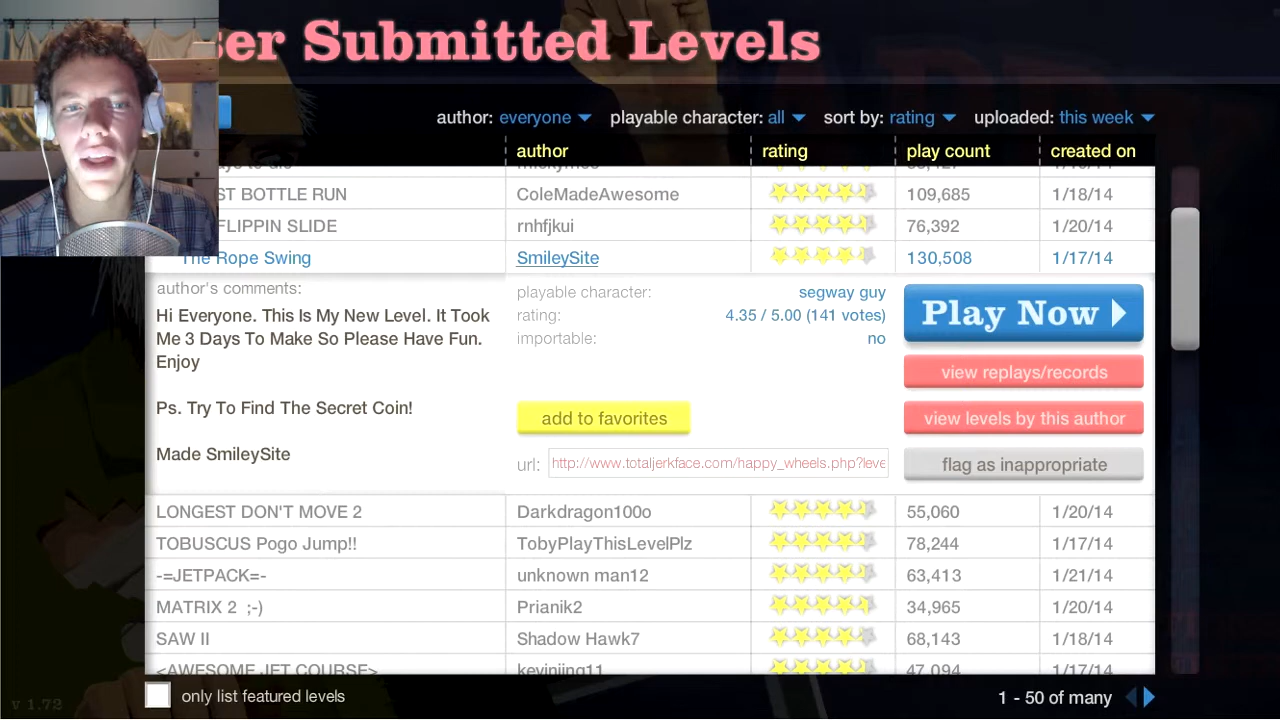 ser Submitted Levels
author: everyone playable character: all sort by: rating uploaded: this week
author rating play count created on
ST BOTTLE RUN ColeMadeAwesome 109,685 1/18/14
FLIPPIN SLIDE rnhfjkui 76,392 1/20/14
The Rope Swing SmileySite 130,508 1/17/14
author's comments:
Hi Everyone. This Is My New Level. It Took
Me 3 Days To Make So Please Have Fun.
Enjoy
Ps. Try To Find The Secret Coin!
Made SmileySite
playable character: segway guy
rating: 4.35 / 5.00 (141 votes)
importable: no
add to favorites
url: http://www.totaljerkface.com/happy_wheels.php?leve
Play Now
view replays/records
view levels by this author
flag as inappropriate
LONGEST DON'T MOVE 2 Darkdragon100o 55,060 1/20/14
TOBUSCUS Pogo Jump!! TobyPlayThisLevelPlz 78,244 1/17/14
-=JETPACK=- unknown man12 63,413 1/21/14
MATRIX 2 ;-) Prianik2 34,965 1/20/14
SAW II Shadow Hawk7 68,143 1/18/14
<AWESOME JET COURSE> kevinjing11 47,094 1/17/14
only list featured levels 1 - 50 of many
v 1.72